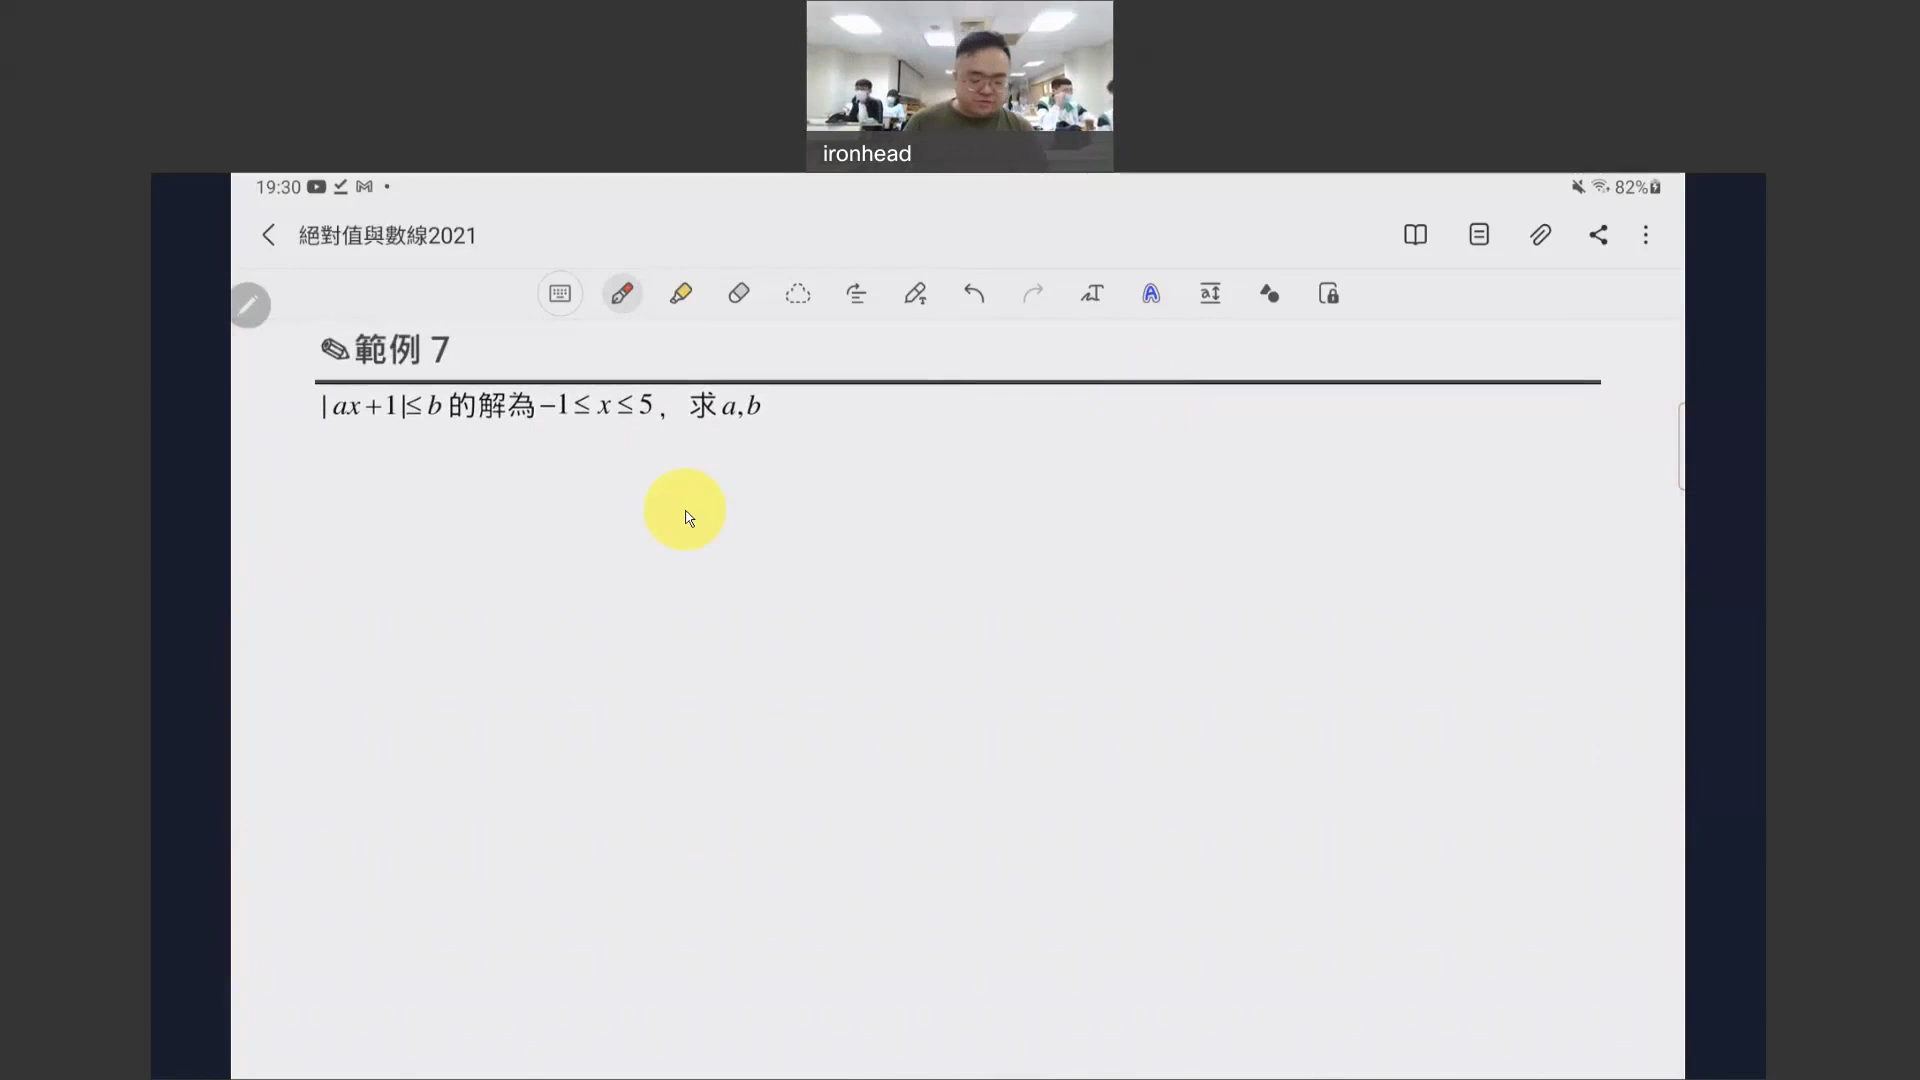 ironhead
19:30
82%
絕對值與數線2021
範例 7
|ax+1|≤b 的解為 −1≤x≤5, 求 a,b